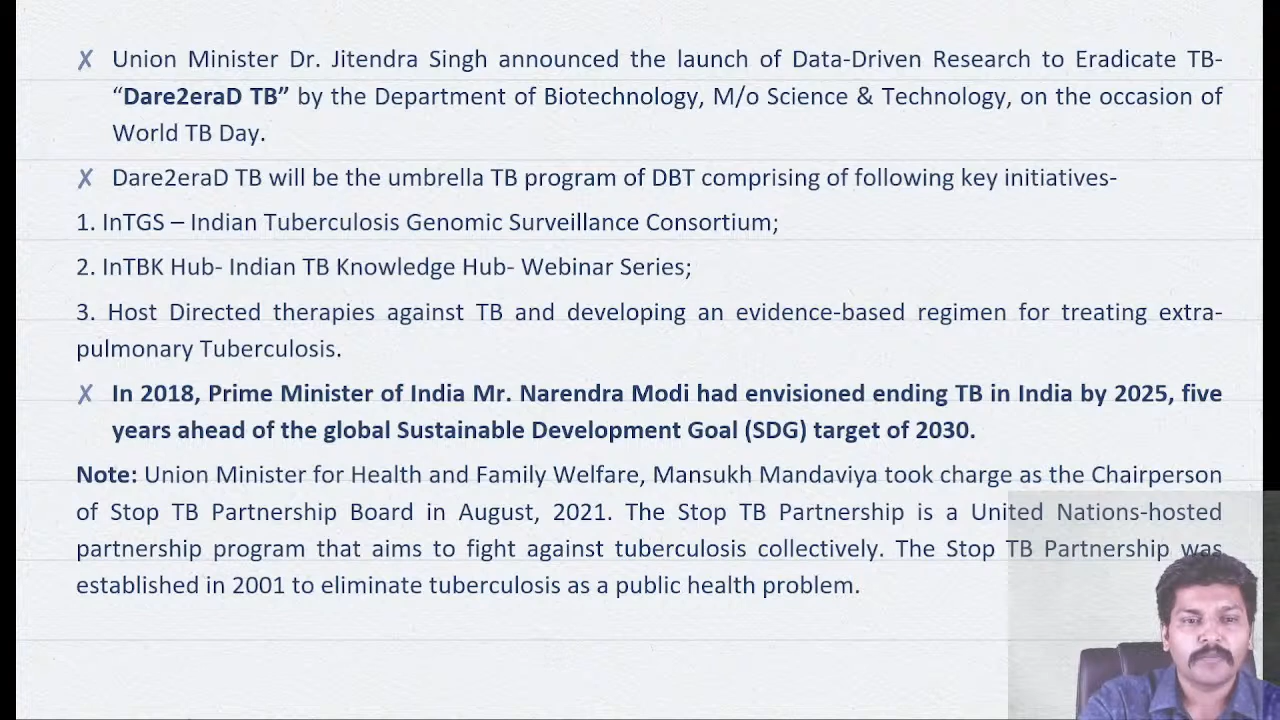 ✗ Union Minister Dr. Jitendra Singh announced the launch of Data-Driven Research to Eradicate TB-
“Dare2eraD TB” by the Department of Biotechnology, M/o Science & Technology, on the occasion of
World TB Day.
✗ Dare2eraD TB will be the umbrella TB program of DBT comprising of following key initiatives-
1. InTGS – Indian Tuberculosis Genomic Surveillance Consortium;
2. InTBK Hub- Indian TB Knowledge Hub- Webinar Series;
3. Host Directed therapies against TB and developing an evidence-based regimen for treating extra-
pulmonary Tuberculosis.
✗ In 2018, Prime Minister of India Mr. Narendra Modi had envisioned ending TB in India by 2025, five
years ahead of the global Sustainable Development Goal (SDG) target of 2030.
Note: Union Minister for Health and Family Welfare, Mansukh Mandaviya took charge as the Chairperson
of Stop TB Partnership Board in August, 2021. The Stop TB Partnership is a United Nations-hosted
partnership program that aims to fight against tuberculosis collectively. The Stop TB Partnership was
established in 2001 to eliminate tuberculosis as a public health problem.